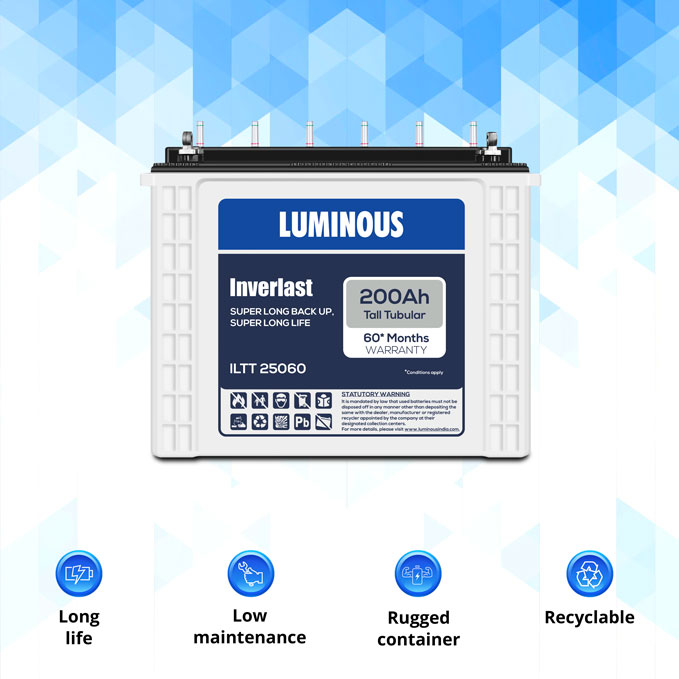 LUMINOUS
Inverlast
SUPER LONG BACK UP,
SUPER LONG LIFE
200Ah
Tall Tubular
60* Months
WARRANTY
*Conditions apply
ILTT 25060
Pb
STATUTORY WARNING
It is mandated by law that used batteries must not be
disposed off in any manner other than depositing the
same with the dealer, manufacturer or registered
recycler appointed by the company at their
designated collection centers.
For more details, please visit www.luminousindia.com
Long
life
Low
maintenance
Rugged
container
Recyclable